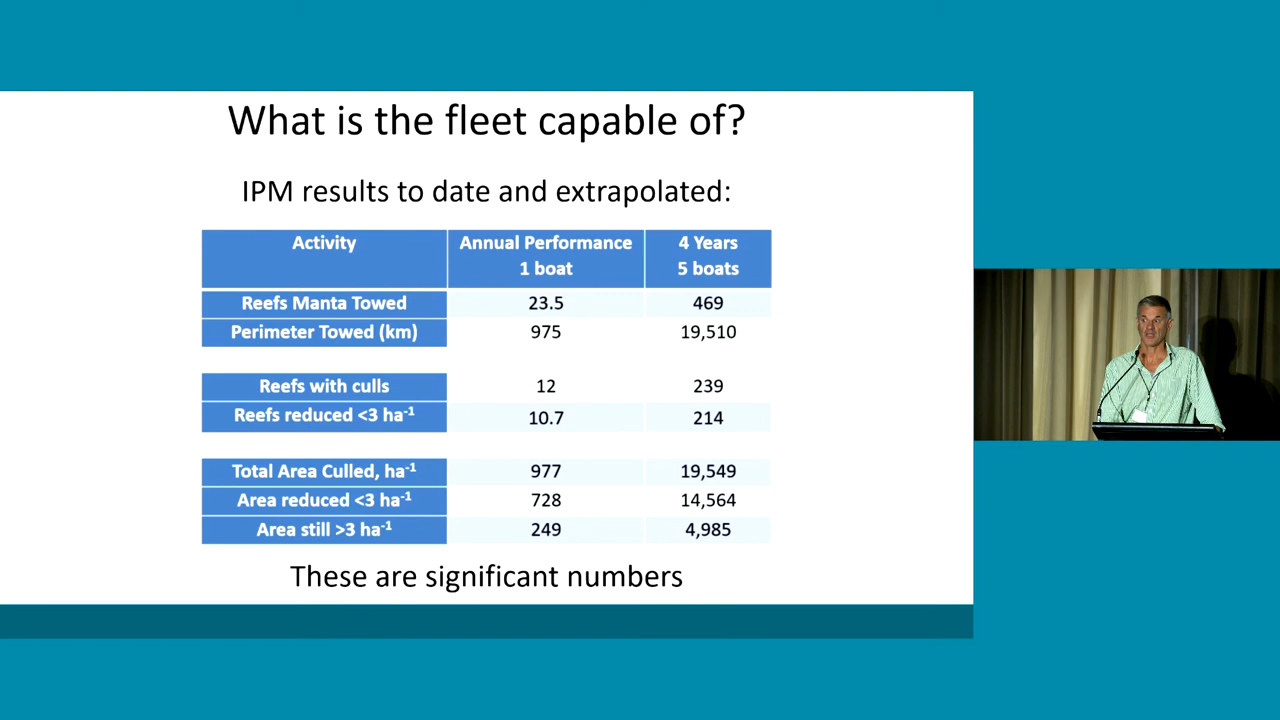 What is the fleet capable of?
IPM results to date and extrapolated:
Activity Annual Performance 4 Years
1 boat 5 boats
Reefs Manta Towed 23.5 469
Perimeter Towed (km) 975 19,510
Reefs with culls 12 239
Reefs reduced <3 ha⁻¹ 10.7 214
Total Area Culled, ha⁻¹ 977 19,549
Area reduced <3 ha⁻¹ 728 14,564
Area still >3 ha⁻¹ 249 4,985
These are significant numbers